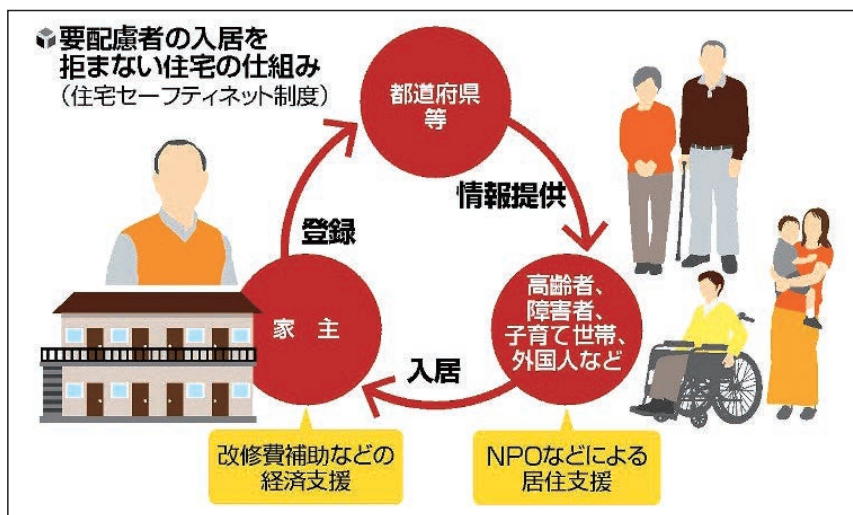 要配慮者の入居を
拒まない住宅の仕組み
（住宅セーフティネット制度）
都道府県
等
情報提供
登録
高齢者、
障害者、
子育て世帯、
外国人など
家主
入居
改修費補助などの
経済支援
NPOなどによる
居住支援